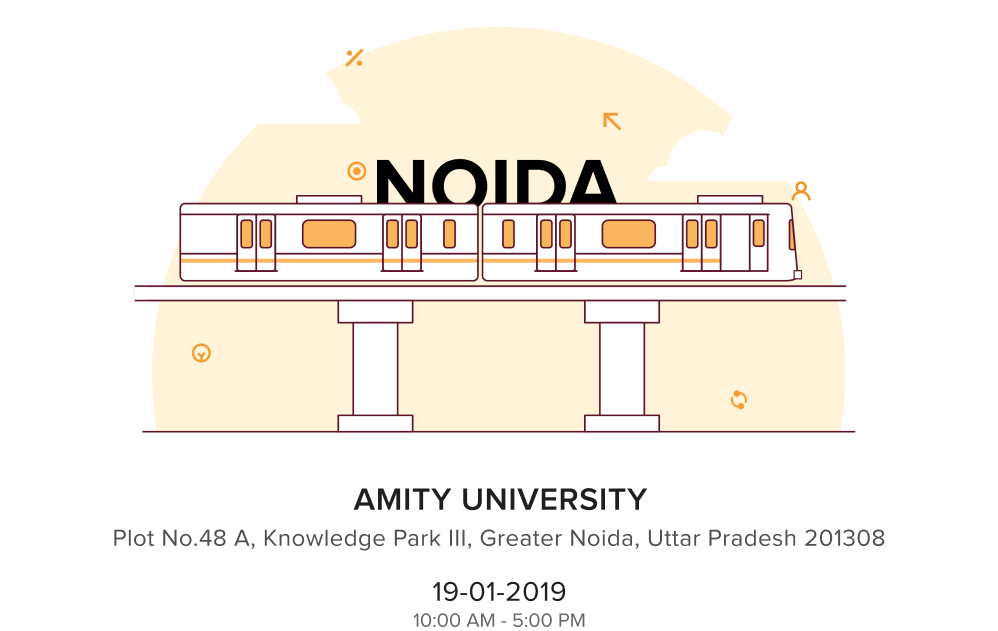 NOIDA
AMITY UNIVERSITY
Plot No.48 A, Knowledge Park III, Greater Noida, Uttar Pradesh 201308
19-01-2019
10:00 AM - 5:00 PM